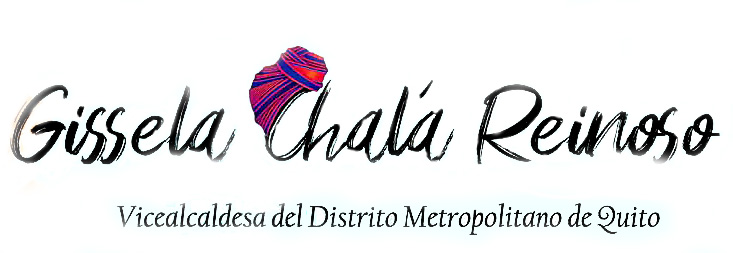 Gissela Chalá Reinoso
Vicealcaldesa del Distrito Metropolitano de Quito